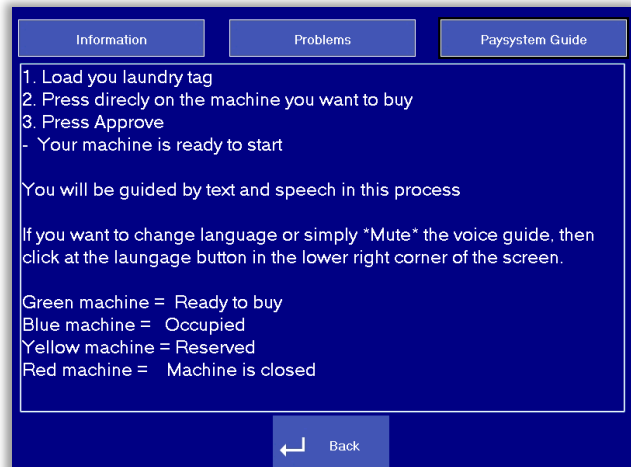 Information
Problems
Paysystem Guide
1. Load you laundry tag
2. Press direcly on the machine you want to buy
3. Press Approve
- Your machine is ready to start
You will be guided by text and speech in this process
If you want to change language or simply *Mute* the voice guide, then
click at the laungage button in the lower right corner of the screen.
Green machine = Ready to buy
Blue machine = Occupied
Yellow machine = Reserved
Red machine = Machine is closed
Back